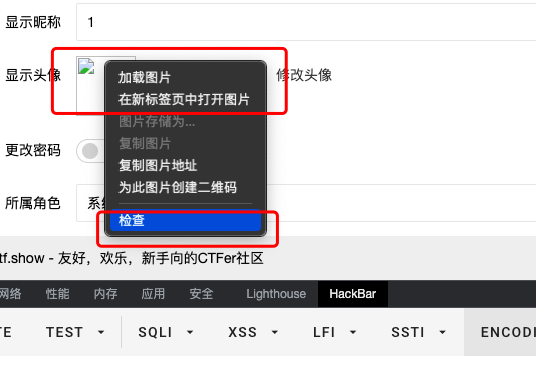 显示昵称 1
显示头像 修改头像
加载图片
在新标签页中打开图片
图片存储为...
复制图片
复制图片地址
为此图片创建二维码
检查
更改密码
所属角色
tf.show - 友好，欢乐，新手向的CTFer社区
网络 性能 内存 应用 安全 Lighthouse HackBar
TE TEST SQLI XSS LFI SSTI ENCODI